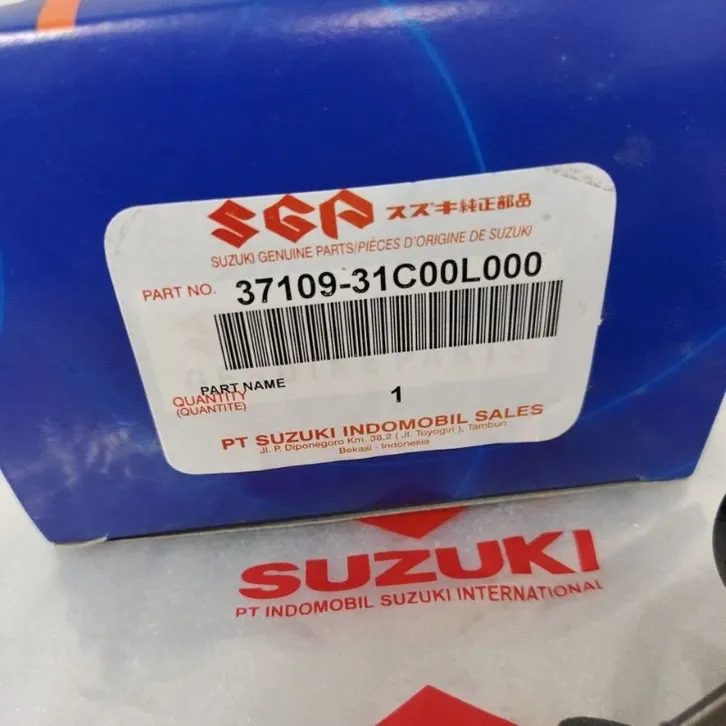 SGP スズキ純正部品
SUZUKI GENUINE PARTS/PIÈCES D'ORIGINE DE SUZUKI
PART NO. 37109-31C00L000
PART NAME
QUANTITY 1
(QUANTITE)
PT SUZUKI INDOMOBIL SALES
Jl. P. Diponegoro Km. 38,2 ( Jl. Toyogiri ), Tambun
Bekasi - Indonesia
SUZUKI
PT INDOMOBIL SUZUKI INTERNATIONAL